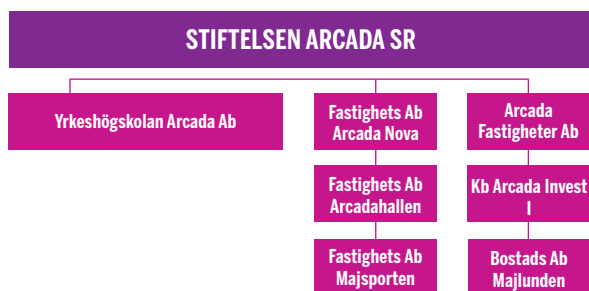 STIFTELSEN ARCADA SR
Yrkeshögskolan Arcada Ab
Fastighets Ab
Arcada Nova
Arcada
Fastigheter Ab
Fastighets Ab
Arcadahallen
Kb Arcada Invest
I
Fastighets Ab
Majsporten
Bostads Ab
Majlunden